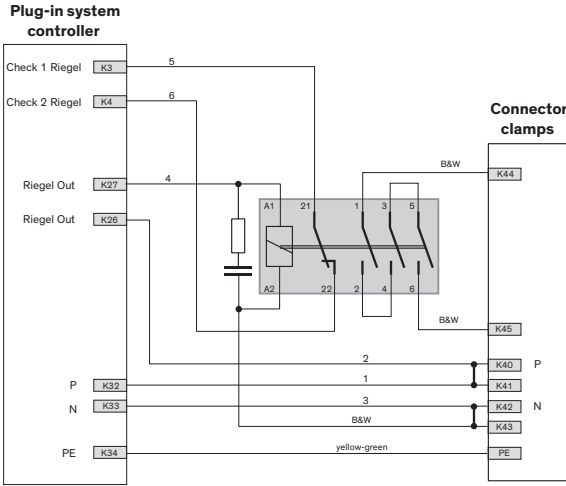 Plug-in system
controller
Check 1 Riegel K3 5
Check 2 Riegel K4 6
Connector
clamps
B&W K44
Riegel Out K27 4
A1 21 1 3 5
Riegel Out K26
A2 22 2 4 6
B&W K45
2 K40 P
P K32 1 K41
N K33 3 K42 N
B&W K43
PE K34 yellow-green PE